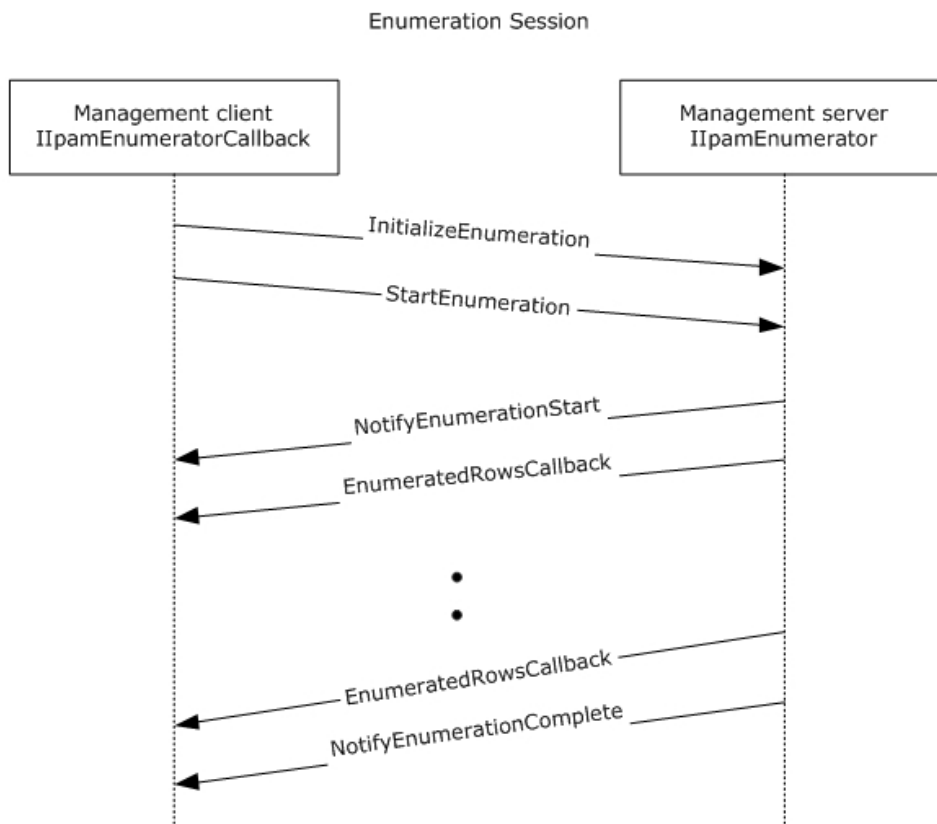 Enumeration Session
Management client
IIpamEnumeratorCallback
Management server
IIpamEnumerator
InitializeEnumeration
StartEnumeration
NotifyEnumerationStart
EnumeratedRowsCallback
EnumeratedRowsCallback
NotifyEnumerationComplete